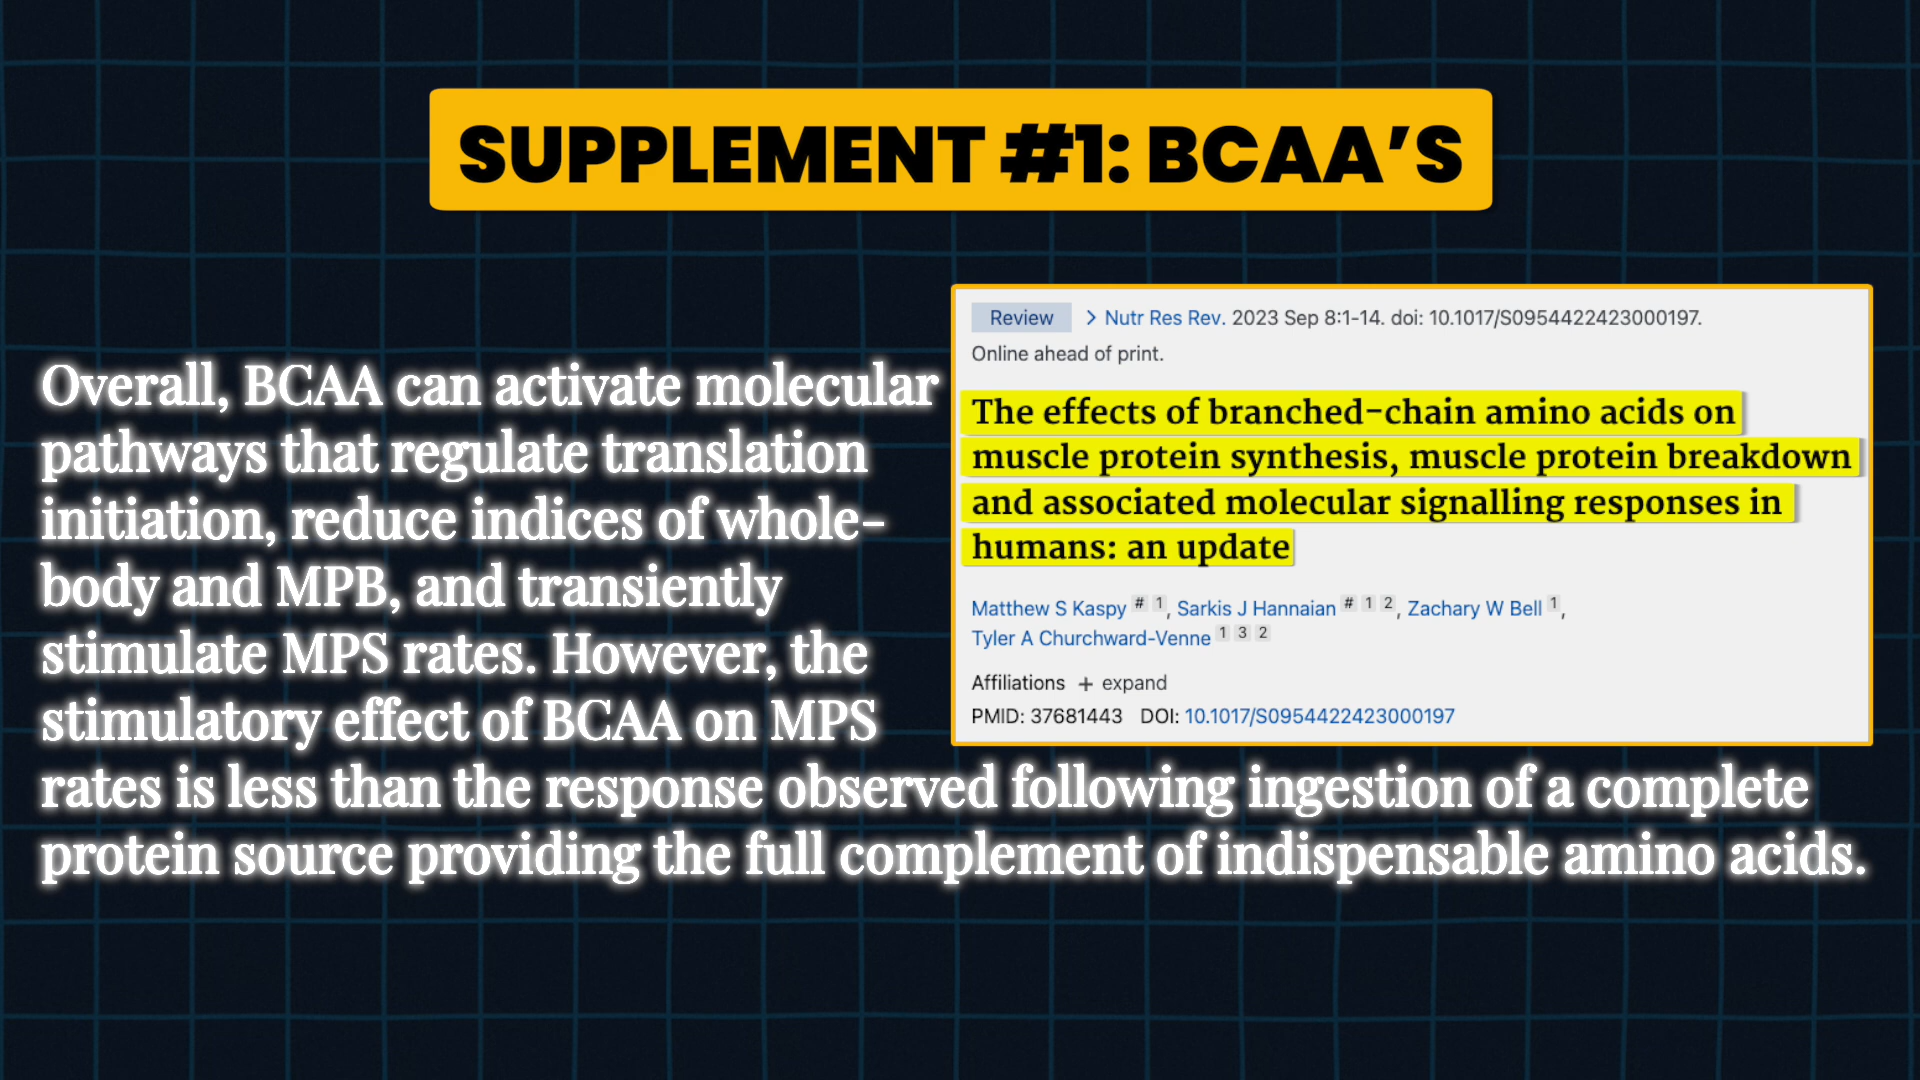 SUPPLEMENT #1: BCAA’S
Overall, BCAA can activate molecular
pathways that regulate translation
initiation, reduce indices of whole-
body and MPB, and transiently
stimulate MPS rates. However, the
stimulatory effect of BCAA on MPS
rates is less than the response observed following ingestion of a complete
protein source providing the full complement of indispensable amino acids.
Review > Nutr Res Rev. 2023 Sep 8:1-14. doi: 10.1017/S0954422423000197.
Online ahead of print.
The effects of branched-chain amino acids on
muscle protein synthesis, muscle protein breakdown
and associated molecular signalling responses in
humans: an update
Matthew S Kaspy # 1, Sarkis J Hannaian # 1 2, Zachary W Bell 1,
Tyler A Churchward-Venne 1 3 2
Affiliations + expand
PMID: 37681443 DOI: 10.1017/S0954422423000197